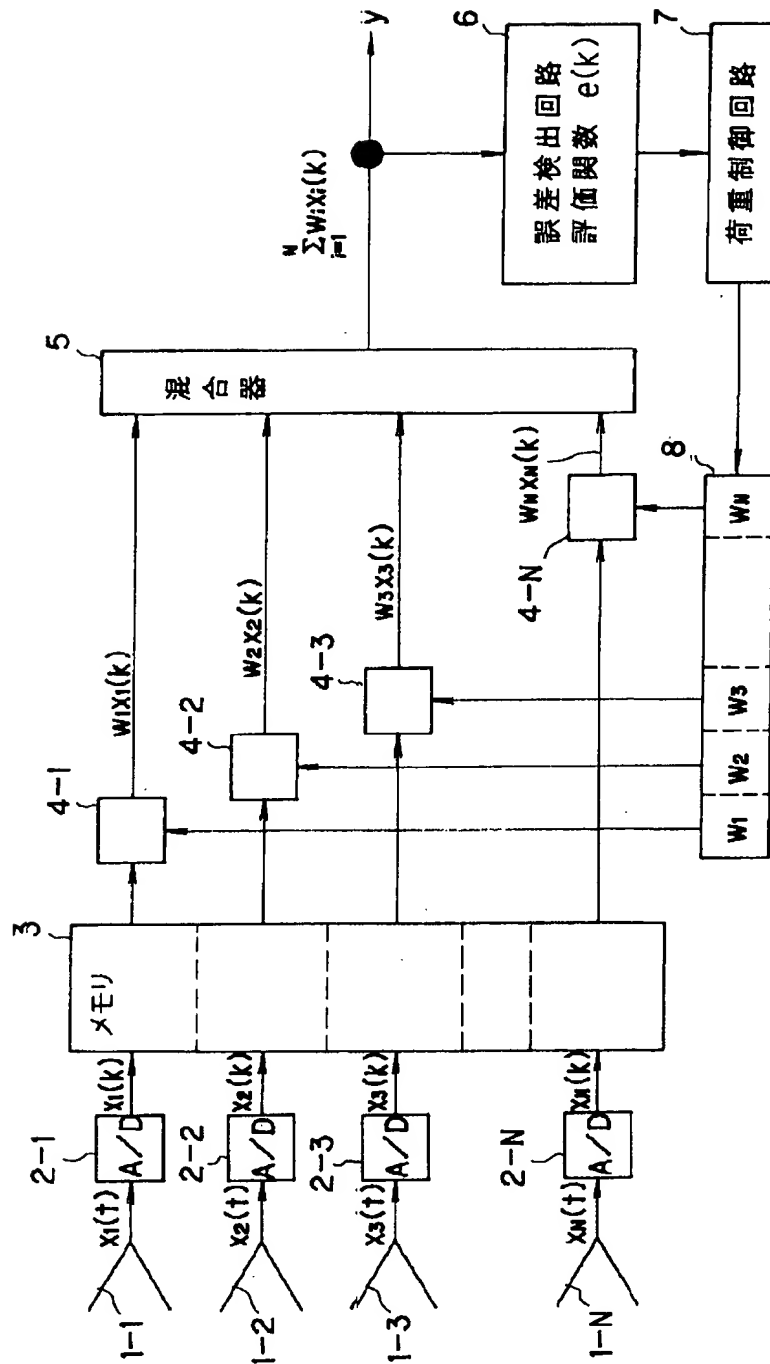 1-1
X1(t)
2-1
A/D
X1(k)
3
メモリ
4-1
W1X1(k)
5
混合器
1-2
X2(t)
2-2
A/D
X2(k)
4-2
W2X2(k)
1-3
X3(t)
2-3
A/D
X3(k)
4-3
W3X3(k)
1-N
XN(t)
2-N
A/D
XN(k)
4-N
WNXN(k)
N
ΣWiXi(k)
i=1
y
6
誤差検出回路
評価関数 e(k)
7
荷重制御回路
8
W1
W2
W3
WN